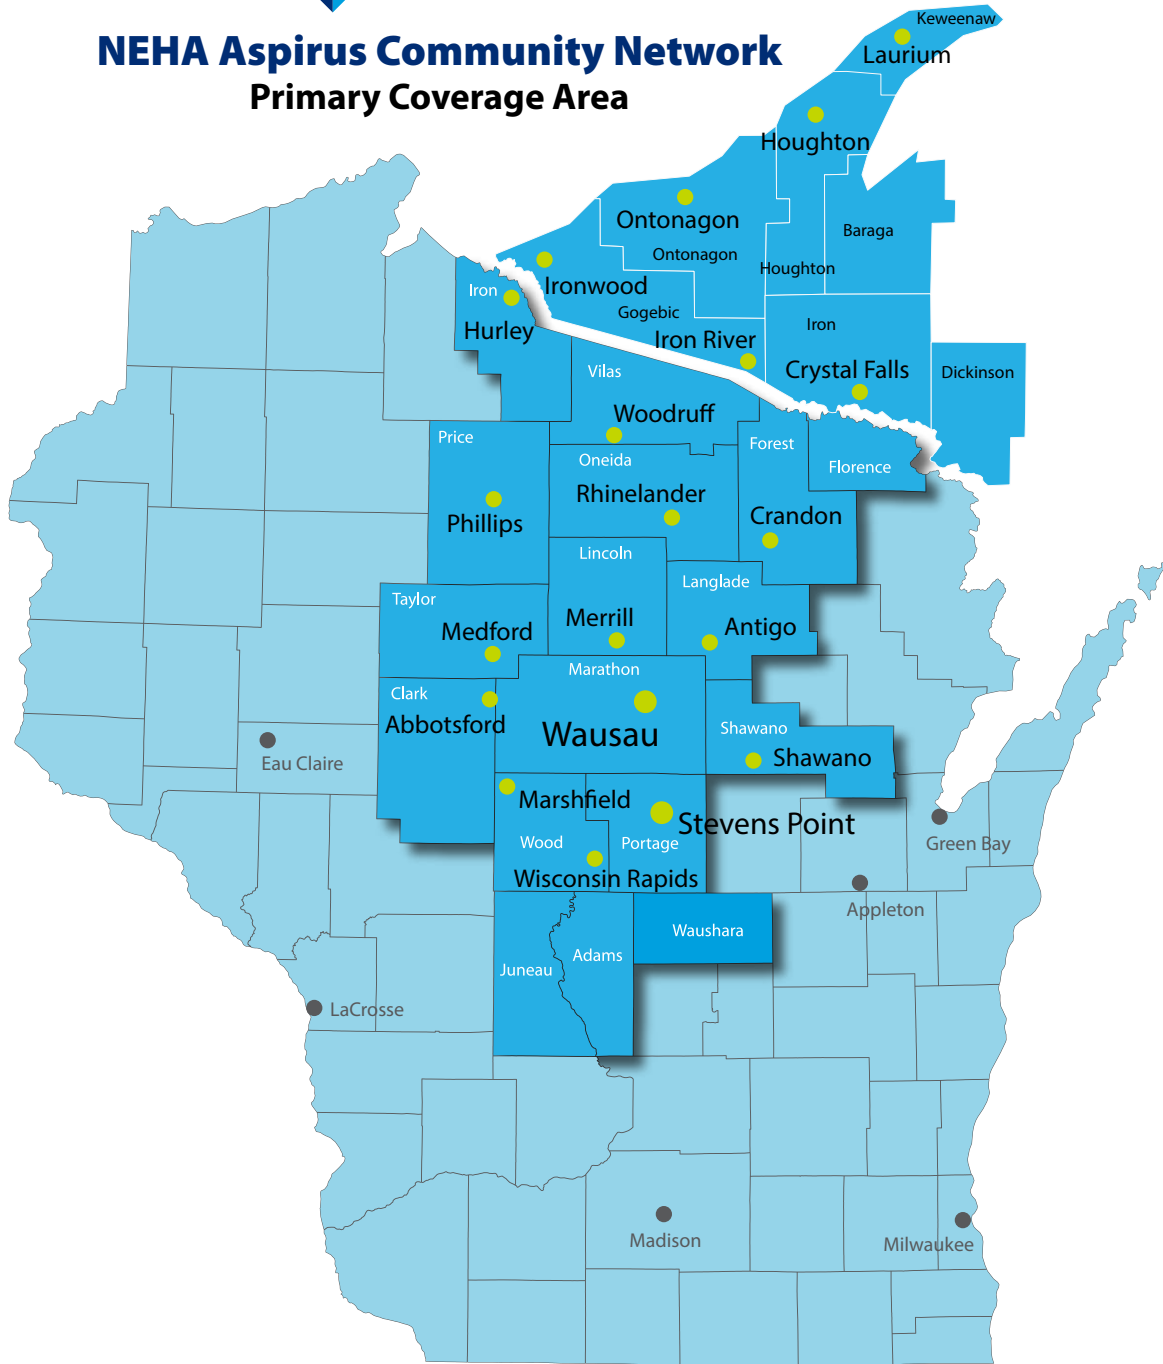 NEHA Aspirus Community Network
Primary Coverage Area
Keweenaw
Laurium
Houghton
Ontonagon
Baraga
Ontonagon
Houghton
Ironwood
Iron
Gogebic
Iron
Hurley
Iron River
Crystal Falls
Dickinson
Vilas
Woodruff
Price
Forest
Oneida
Florence
Rhinelander
Phillips
Crandon
Lincoln
Langlade
Taylor
Merrill
Antigo
Medford
Marathon
Clark
Abbotsford
Wausau
Shawano
Shawano
Eau Claire
Marshfield
Stevens Point
Wood
Portage
Green Bay
Wisconsin Rapids
Appleton
Waushara
Adams
Juneau
LaCrosse
Madison
Milwaukee